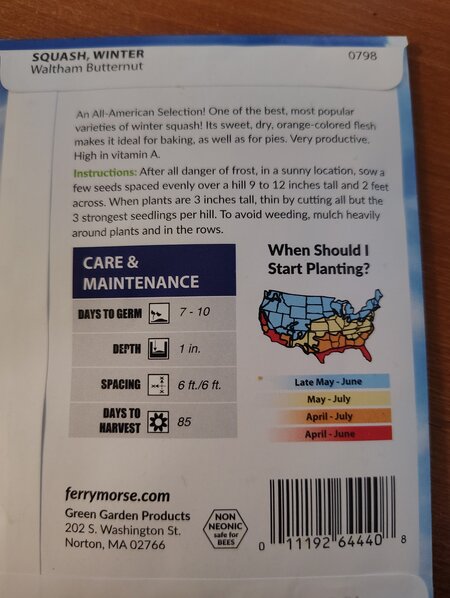 SQUASH, WINTER 0798
Waltham Butternut
An All-American Selection! One of the best, most popular
varieties of winter squash! Its sweet, dry, orange-colored flesh
makes it ideal for baking, as well as for pies. Very productive.
High in vitamin A.
Instructions: After all danger of frost, in a sunny location, sow a
few seeds spaced evenly over a hill 9 to 12 inches tall and 2 feet
across. When plants are 3 inches tall, thin by cutting all but the
3 strongest seedlings per hill. To avoid weeding, mulch heavily
around plants and in the rows.
CARE &
MAINTENANCE
DAYS TO GERM 7 - 10
DEPTH 1 in.
SPACING 6 ft./6 ft.
DAYS TO
HARVEST 85
When Should I
Start Planting?
Late May - June
May - July
April - July
April - June
ferrymorse.com
Green Garden Products
202 S. Washington St.
Norton, MA 02766
NON
NEONIC
safe for
BEES
0 11192 64440 8